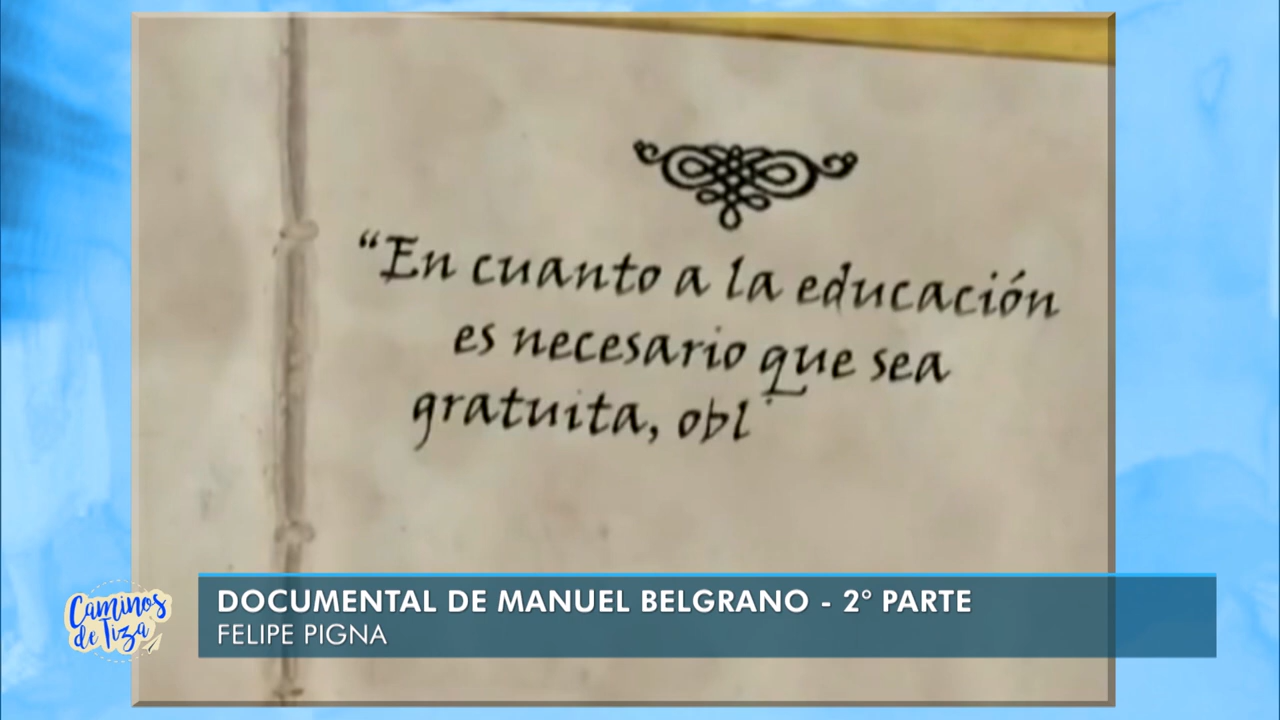 “En cuanto a la educación
es necesario que sea
gratuita, obl
DOCUMENTAL DE MANUEL BELGRANO - 2° PARTE
FELIPE PIGNA
Caminos
de Tiza